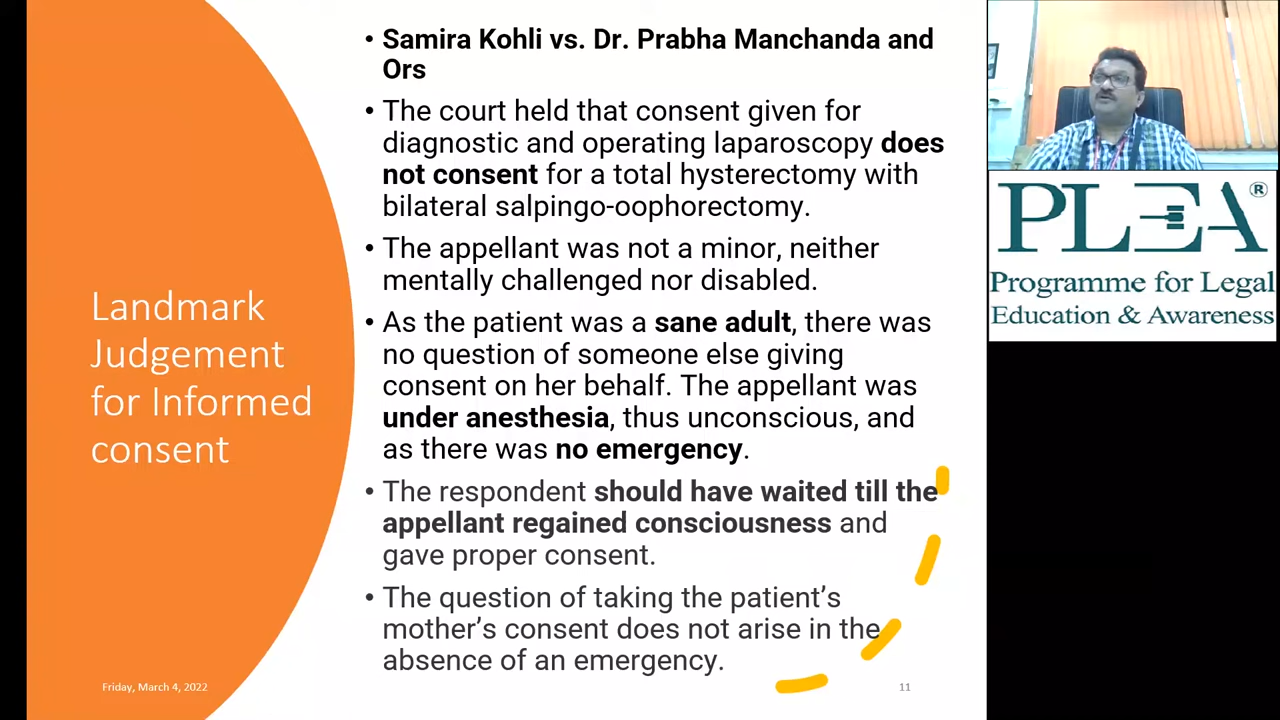 Landmark
Judgement
for Informed
consent
• Samira Kohli vs. Dr. Prabha Manchanda and
Ors
• The court held that consent given for
diagnostic and operating laparoscopy does
not consent for a total hysterectomy with
bilateral salpingo-oophorectomy.
• The appellant was not a minor, neither
mentally challenged nor disabled.
• As the patient was a sane adult, there was
no question of someone else giving
consent on her behalf. The appellant was
under anesthesia, thus unconscious, and
as there was no emergency.
• The respondent should have waited till the
appellant regained consciousness and
gave proper consent.
• The question of taking the patient’s
mother’s consent does not arise in the
absence of an emergency.
Friday, March 4, 2022
11
PLEA®
Programme for Legal
Education & Awareness